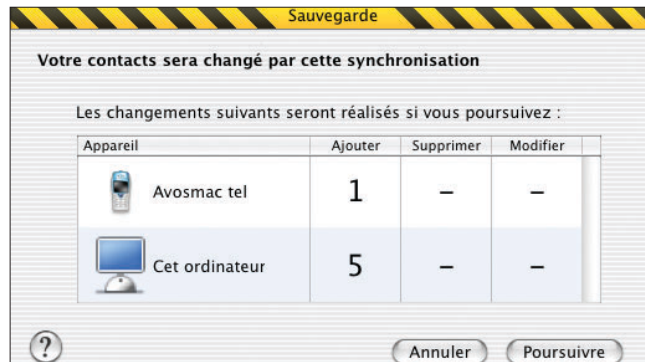 Sauvegarde
Votre contacts sera changé par cette synchronisation
Les changements suivants seront réalisés si vous poursuivez :
Appareil Ajouter Supprimer Modifier
Avosmac tel 1 – –
Cet ordinateur 5 – –
? Annuler Poursuivre